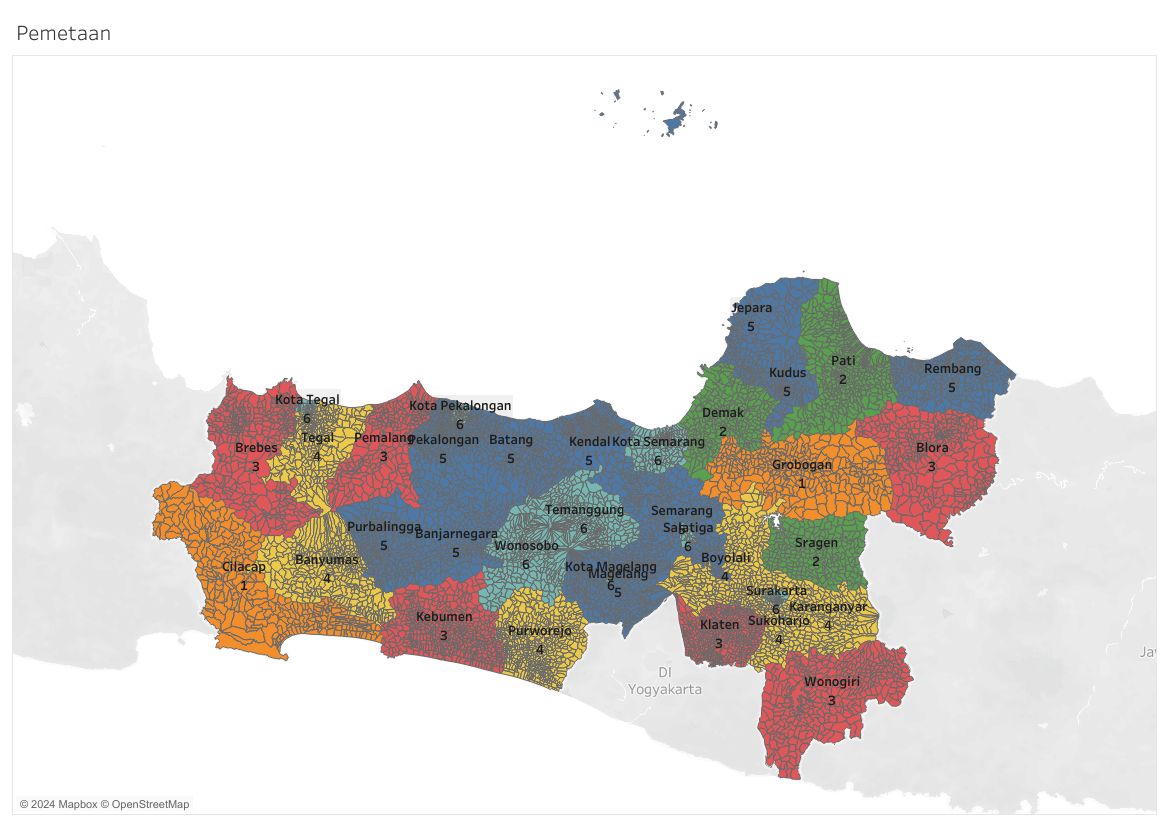 Pemetaan
Jepara
5
Pati
2
Kudus
5
Rembang
5
Kota Tegal
6
Kota Pekalongan
6
Demak
2
Tegal
4
Pemalang
3
Pekalongan
5
Batang
5
Kendal
5
Kota Semarang
6
Brebes
3
Blora
3
Grobogan
1
Temanggung
6
Semarang
5
Salatiga
6
Purbalingga
5
Banjarnegara
5
Wonosobo
6
Sragen
2
Cilacap
1
Banyumas
4
Kota Magelang
6
Magelang
5
Boyolali
4
Surakarta
6
Karanganyar
4
Kebumen
3
Purworejo
4
Klaten
3
Sukoharjo
4
DI
Yogyakarta
Wonogiri
3
Jav
© 2024 Mapbox © OpenStreetMap